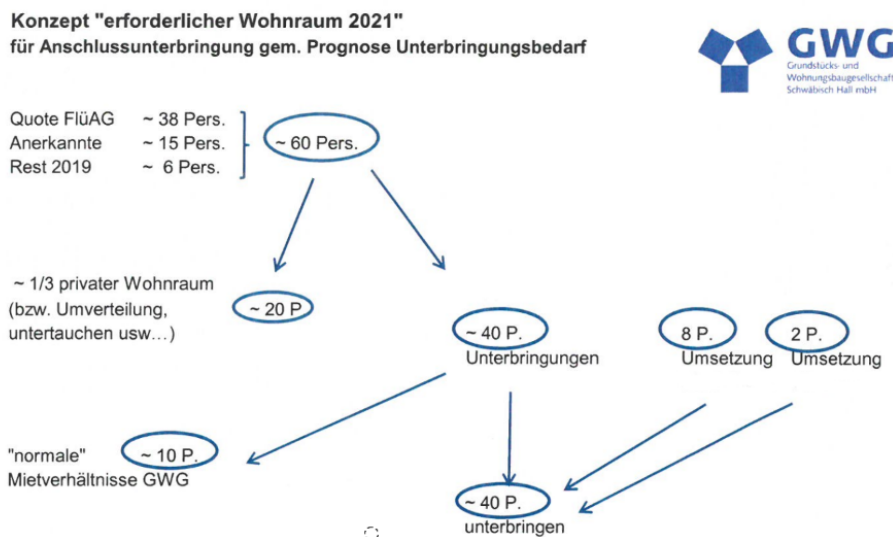 Konzept "erforderlicher Wohnraum 2021"
für Anschlussunterbringung gem. Prognose Unterbringungsbedarf
GWG
Grundstücks- und
Wohnungsbaugesellschaft
Schwäbisch Hall mbH
Quote FlüAG ~ 38 Pers.
Anerkannte ~ 15 Pers.
Rest 2019 ~ 6 Pers.
~ 60 Pers.
~ 1/3 privater Wohnraum
(bzw. Umverteilung,
untertauchen usw...)
~ 20 P.
~ 40 P.
Unterbringungen
8 P.
Umsetzung
2 P.
Umsetzung
"normale"
Mietverhältnisse GWG
~ 10 P.
~ 40 P.
unterbringen